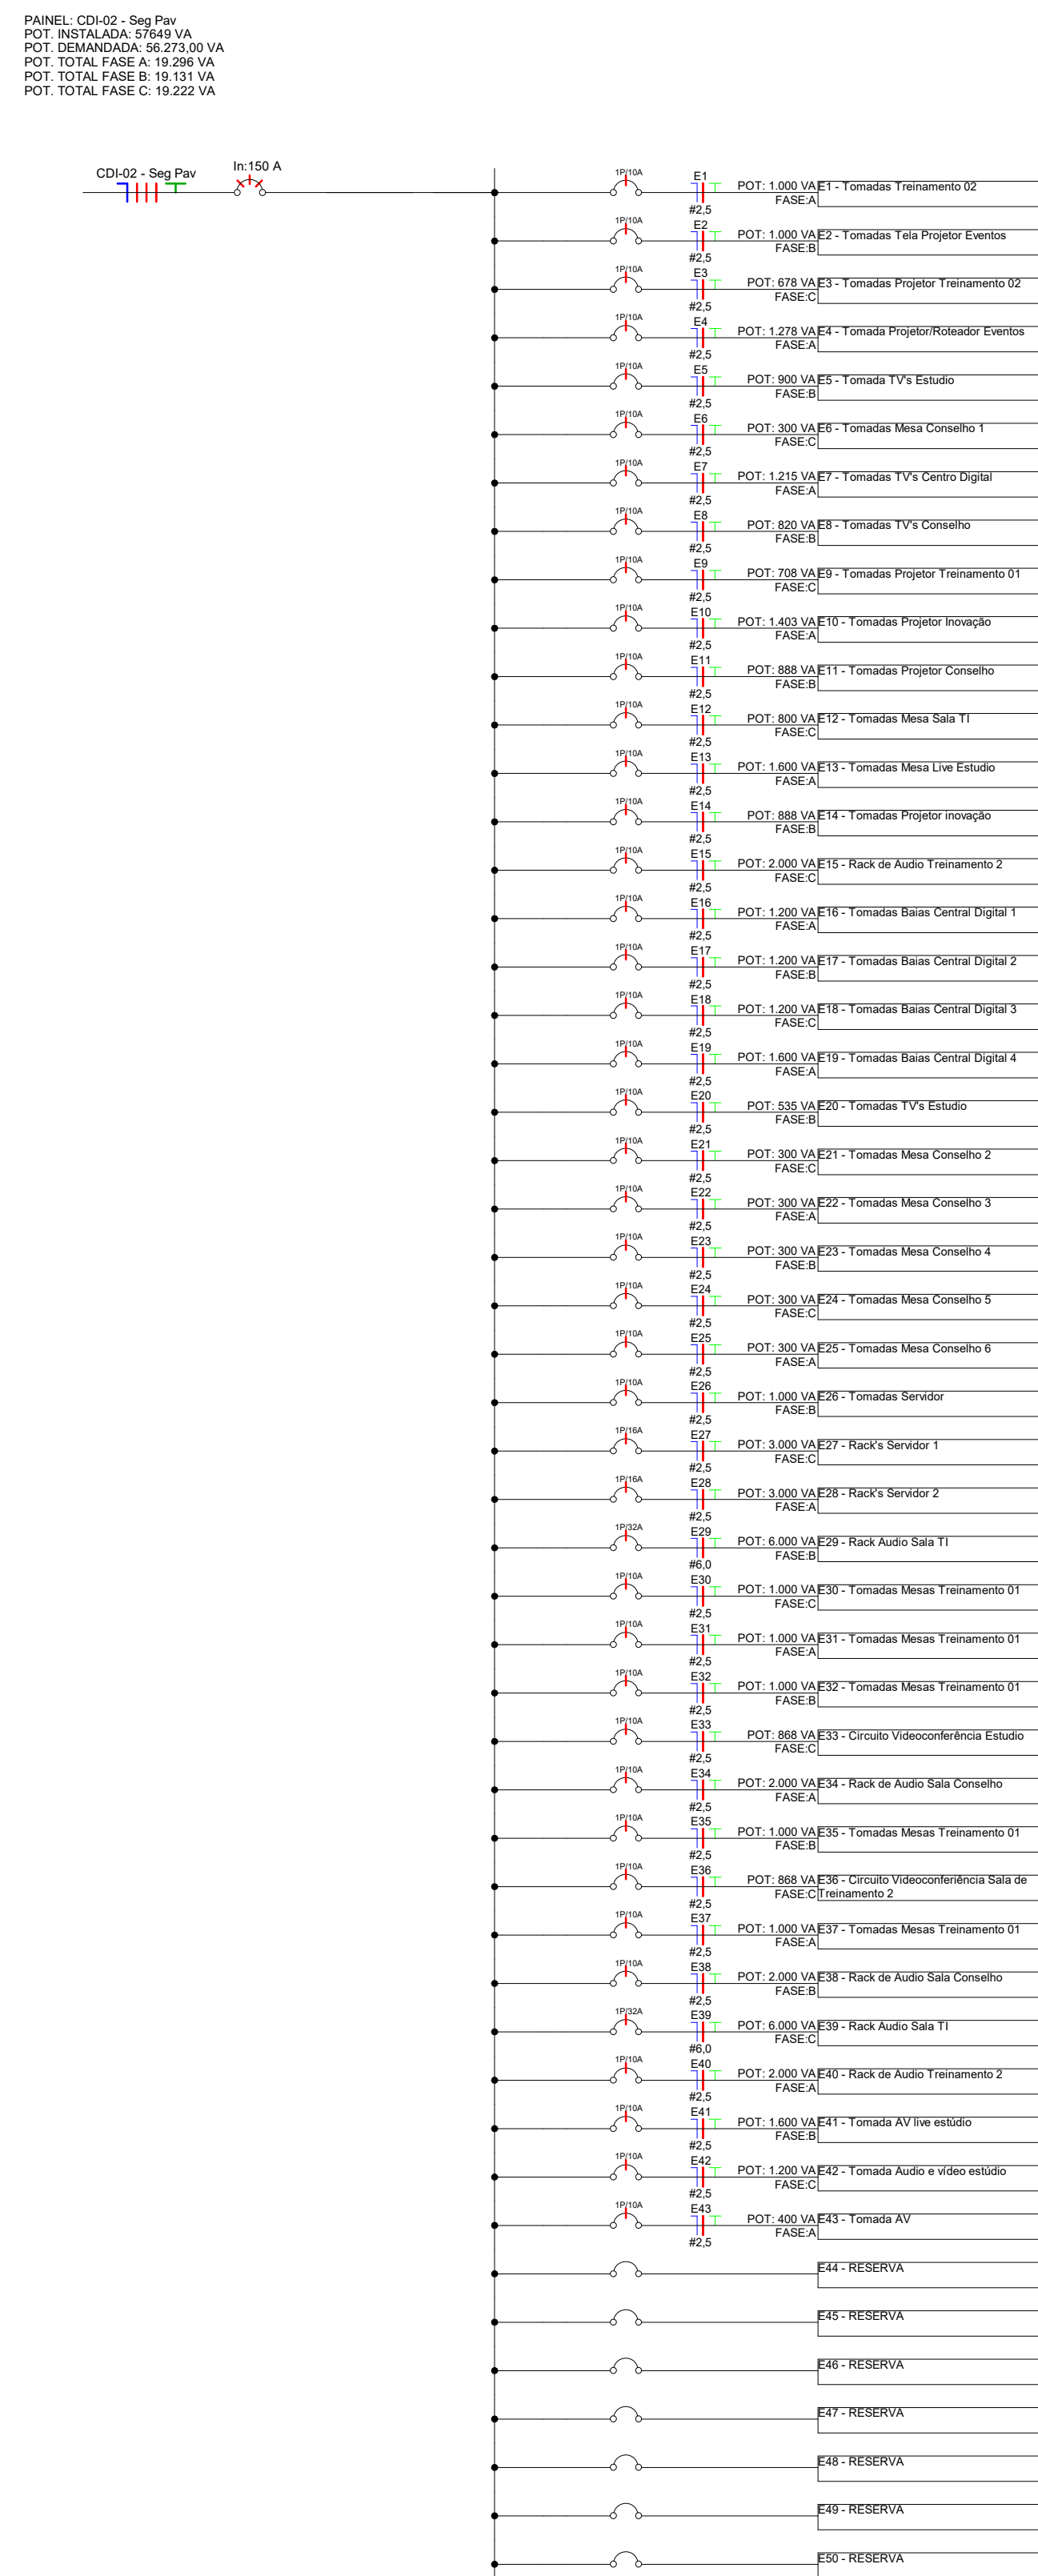 PAINEL: CDI-02 - Seg Pav
POT. INSTALADA: 57649 VA
POT. DEMANDADA: 56.273,00 VA
POT. TOTAL FASE A: 19.296 VA
POT. TOTAL FASE B: 19.131 VA
POT. TOTAL FASE C: 19.222 VA
CDI-02 - Seg Pav
In:150 A
1P/10A E1 POT: 1.000 VA E1 - Tomadas Treinamento 02
#2,5 FASE:A
1P/10A E2 POT: 1.000 VA E2 - Tomadas Tela Projetor Eventos
#2,5 FASE:B
1P/10A E3 POT: 678 VA E3 - Tomadas Projetor Treinamento 02
#2,5 FASE:C
1P/10A E4 POT: 1.278 VA E4 - Tomada Projetor/Roteador Eventos
#2,5 FASE:A
1P/10A E5 POT: 900 VA E5 - Tomada TV's Estudio
#2,5 FASE:B
1P/10A E6 POT: 300 VA E6 - Tomadas Mesa Conselho 1
#2,5 FASE:C
1P/10A E7 POT: 1.215 VA E7 - Tomadas TV's Centro Digital
#2,5 FASE:A
1P/10A E8 POT: 820 VA E8 - Tomadas TV's Conselho
#2,5 FASE:B
1P/10A E9 POT: 708 VA E9 - Tomadas Projetor Treinamento 01
#2,5 FASE:C
1P/10A E10 POT: 1.403 VA E10 - Tomadas Projetor Inovação
#2,5 FASE:A
1P/10A E11 POT: 888 VA E11 - Tomadas Projetor Conselho
#2,5 FASE:B
1P/10A E12 POT: 800 VA E12 - Tomadas Mesa Sala TI
#2,5 FASE:C
1P/10A E13 POT: 1.600 VA E13 - Tomadas Mesa Live Estudio
#2,5 FASE:A
1P/10A E14 POT: 888 VA E14 - Tomadas Projetor inovação
#2,5 FASE:B
1P/10A E15 POT: 2.000 VA E15 - Rack de Audio Treinamento 2
#2,5 FASE:C
1P/10A E16 POT: 1.200 VA E16 - Tomadas Baias Central Digital 1
#2,5 FASE:A
1P/10A E17 POT: 1.200 VA E17 - Tomadas Baias Central Digital 2
#2,5 FASE:B
1P/10A E18 POT: 1.200 VA E18 - Tomadas Baias Central Digital 3
#2,5 FASE:C
1P/10A E19 POT: 1.600 VA E19 - Tomadas Baias Central Digital 4
#2,5 FASE:A
1P/10A E20 POT: 535 VA E20 - Tomadas TV's Estudio
#2,5 FASE:B
1P/10A E21 POT: 300 VA E21 - Tomadas Mesa Conselho 2
#2,5 FASE:C
1P/10A E22 POT: 300 VA E22 - Tomadas Mesa Conselho 3
#2,5 FASE:A
1P/10A E23 POT: 300 VA E23 - Tomadas Mesa Conselho 4
#2,5 FASE:B
1P/10A E24 POT: 300 VA E24 - Tomadas Mesa Conselho 5
#2,5 FASE:C
1P/10A E25 POT: 300 VA E25 - Tomadas Mesa Conselho 6
#2,5 FASE:A
1P/10A E26 POT: 1.000 VA E26 - Tomadas Servidor
#2,5 FASE:B
1P/16A E27 POT: 3.000 VA E27 - Rack's Servidor 1
#2,5 FASE:C
1P/16A E28 POT: 3.000 VA E28 - Rack's Servidor 2
#2,5 FASE:A
1P/32A E29 POT: 6.000 VA E29 - Rack Audio Sala TI
#6,0 FASE:B
1P/10A E30 POT: 1.000 VA E30 - Tomadas Mesas Treinamento 01
#2,5 FASE:C
1P/10A E31 POT: 1.000 VA E31 - Tomadas Mesas Treinamento 01
#2,5 FASE:A
1P/10A E32 POT: 1.000 VA E32 - Tomadas Mesas Treinamento 01
#2,5 FASE:B
1P/10A E33 POT: 868 VA E33 - Circuito Videoconferência Estudio
#2,5 FASE:C
1P/10A E34 POT: 2.000 VA E34 - Rack de Audio Sala Conselho
#2,5 FASE:A
1P/10A E35 POT: 1.000 VA E35 - Tomadas Mesas Treinamento 01
#2,5 FASE:B
1P/10A E36 POT: 868 VA E36 - Circuito Videoconferiência Sala de
#2,5 FASE:C Treinamento 2
1P/10A E37 POT: 1.000 VA E37 - Tomadas Mesas Treinamento 01
#2,5 FASE:A
1P/10A E38 POT: 2.000 VA E38 - Rack de Audio Sala Conselho
#2,5 FASE:B
1P/32A E39 POT: 6.000 VA E39 - Rack Audio Sala TI
#6,0 FASE:C
1P/10A E40 POT: 2.000 VA E40 - Rack de Audio Treinamento 2
#2,5 FASE:A
1P/10A E41 POT: 1.600 VA E41 - Tomada AV live estúdio
#2,5 FASE:B
1P/10A E42 POT: 1.200 VA E42 - Tomada Audio e vídeo estúdio
#2,5 FASE:C
1P/10A E43 POT: 400 VA E43 - Tomada AV
#2,5 FASE:A
E44 - RESERVA
E45 - RESERVA
E46 - RESERVA
E47 - RESERVA
E48 - RESERVA
E49 - RESERVA
E50 - RESERVA